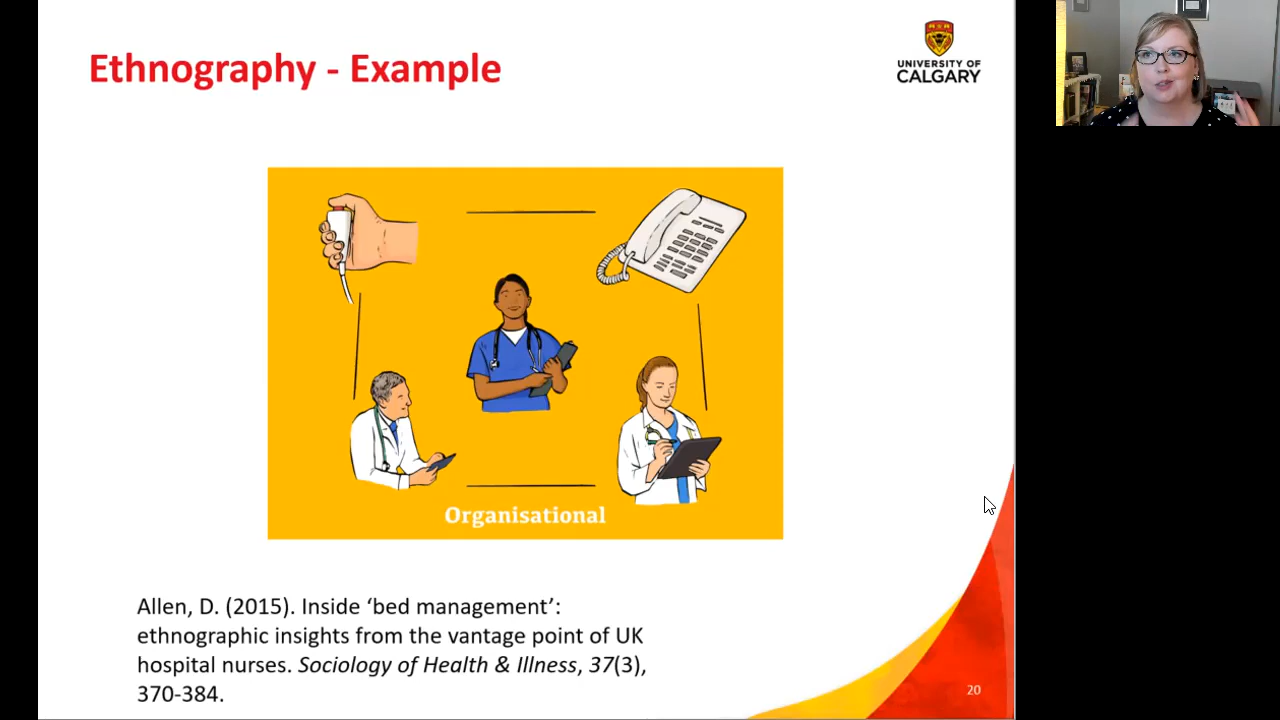 Ethnography - Example
UNIVERSITY OF
CALGARY
Organisational
Allen, D. (2015). Inside ‘bed management’:
ethnographic insights from the vantage point of UK
hospital nurses. Sociology of Health & Illness, 37(3),
370-384.
20